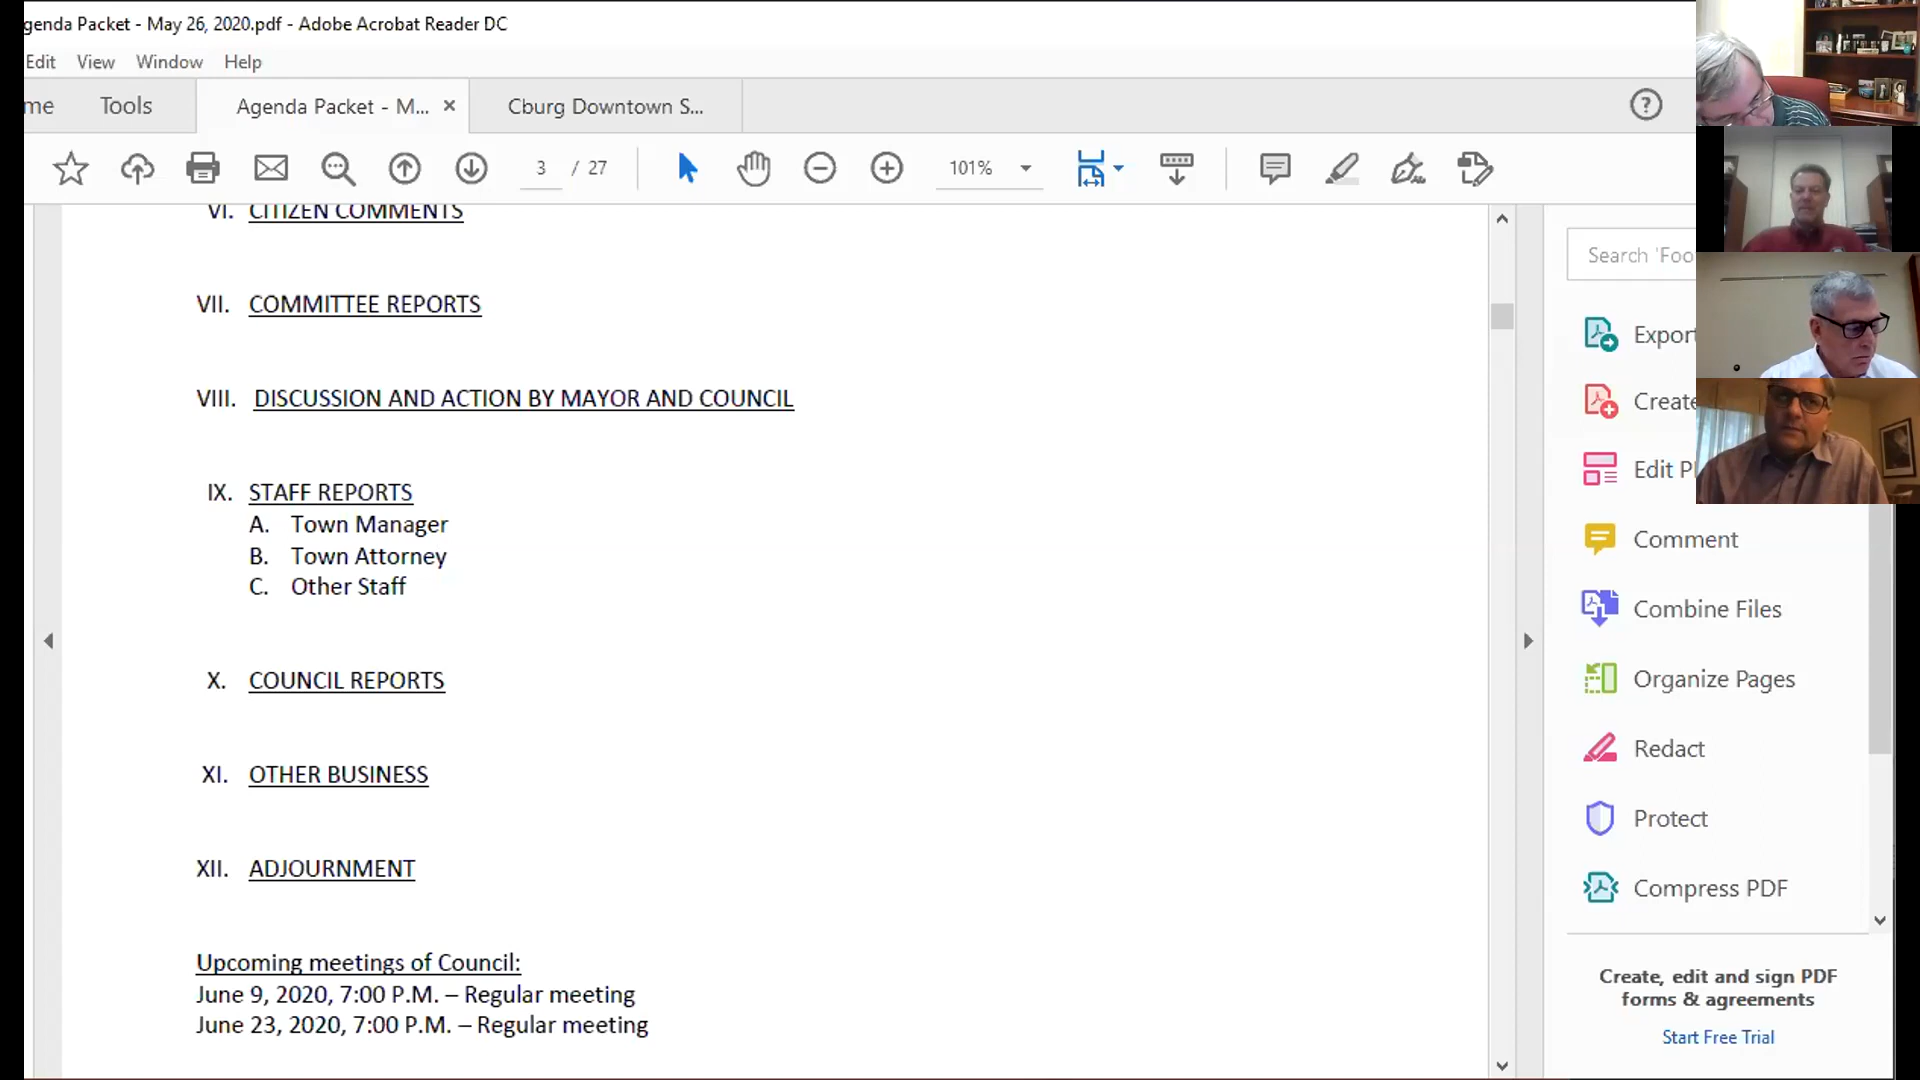 genda Packet - May 26, 2020.pdf - Adobe Acrobat Reader DC
Edit View Window Help
me Tools Agenda Packet - M... × Cburg Downtown S...
3 / 27 101%
VI. CITIZEN COMMENTS
VII. COMMITTEE REPORTS
VIII. DISCUSSION AND ACTION BY MAYOR AND COUNCIL
IX. STAFF REPORTS
A. Town Manager
B. Town Attorney
C. Other Staff
X. COUNCIL REPORTS
XI. OTHER BUSINESS
XII. ADJOURNMENT
Upcoming meetings of Council:
June 9, 2020, 7:00 P.M. – Regular meeting
June 23, 2020, 7:00 P.M. – Regular meeting
Search 'Foo
Export
Create
Edit P
Comment
Combine Files
Organize Pages
Redact
Protect
Compress PDF
Create, edit and sign PDF
forms & agreements
Start Free Trial